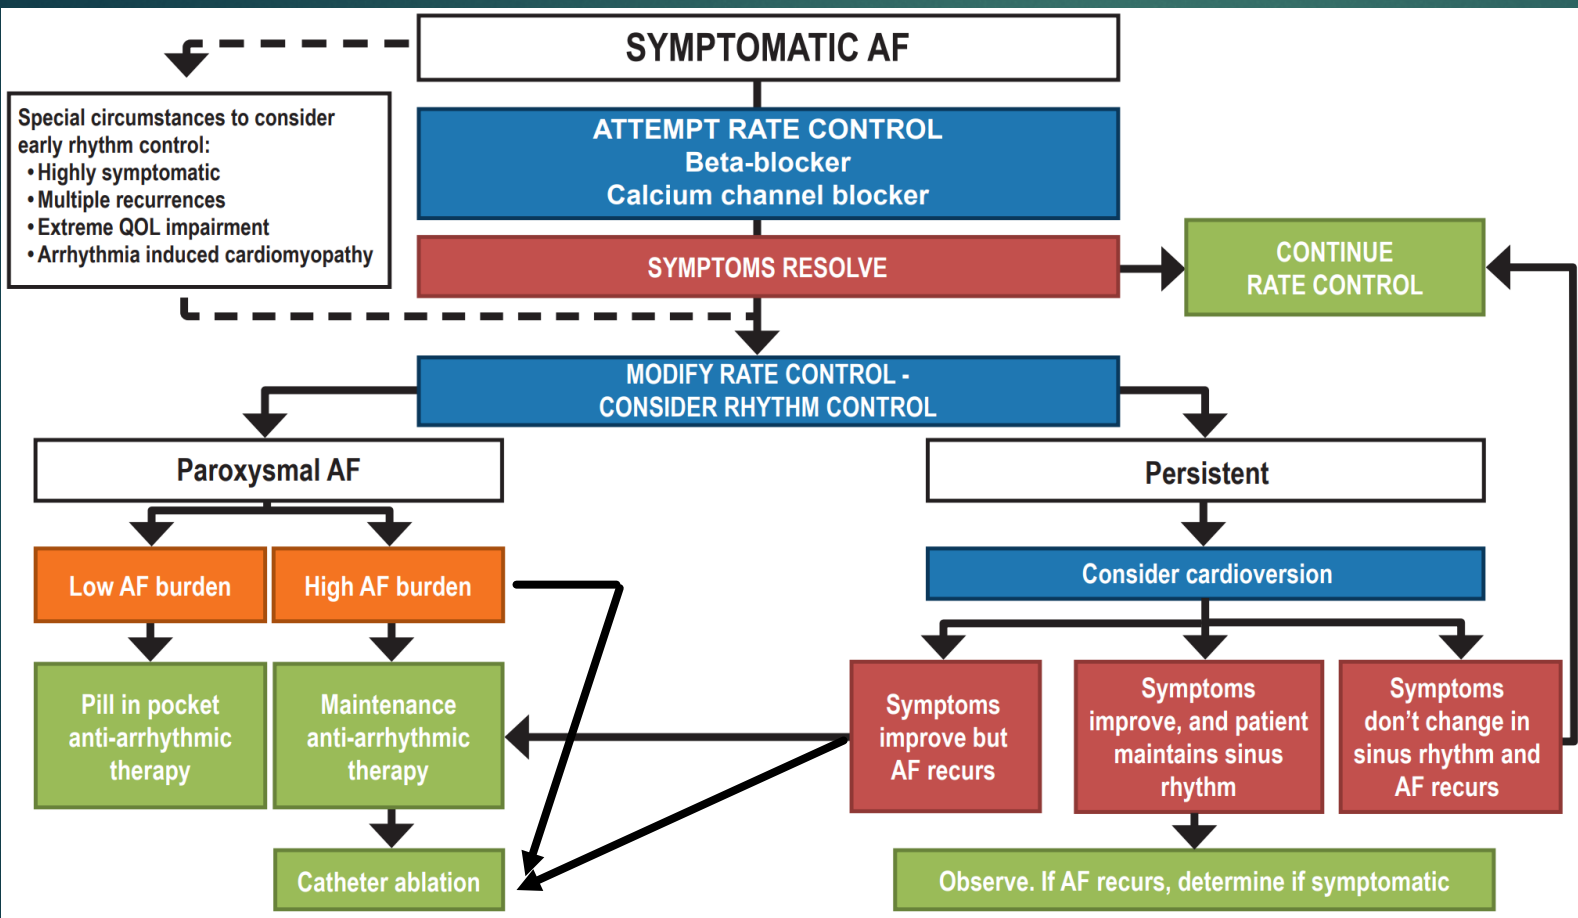 SYMPTOMATIC AF
Special circumstances to consider
early rhythm control:
• Highly symptomatic
• Multiple recurrences
• Extreme QOL impairment
• Arrhythmia induced cardiomyopathy
ATTEMPT RATE CONTROL
Beta-blocker
Calcium channel blocker
SYMPTOMS RESOLVE
CONTINUE
RATE CONTROL
MODIFY RATE CONTROL -
CONSIDER RHYTHM CONTROL
Paroxysmal AF
Persistent
Low AF burden
High AF burden
Consider cardioversion
Pill in pocket
anti-arrhythmic
therapy
Maintenance
anti-arrhythmic
therapy
Symptoms
improve but
AF recurs
Symptoms
improve, and patient
maintains sinus
rhythm
Symptoms
don’t change in
sinus rhythm and
AF recurs
Catheter ablation
Observe. If AF recurs, determine if symptomatic